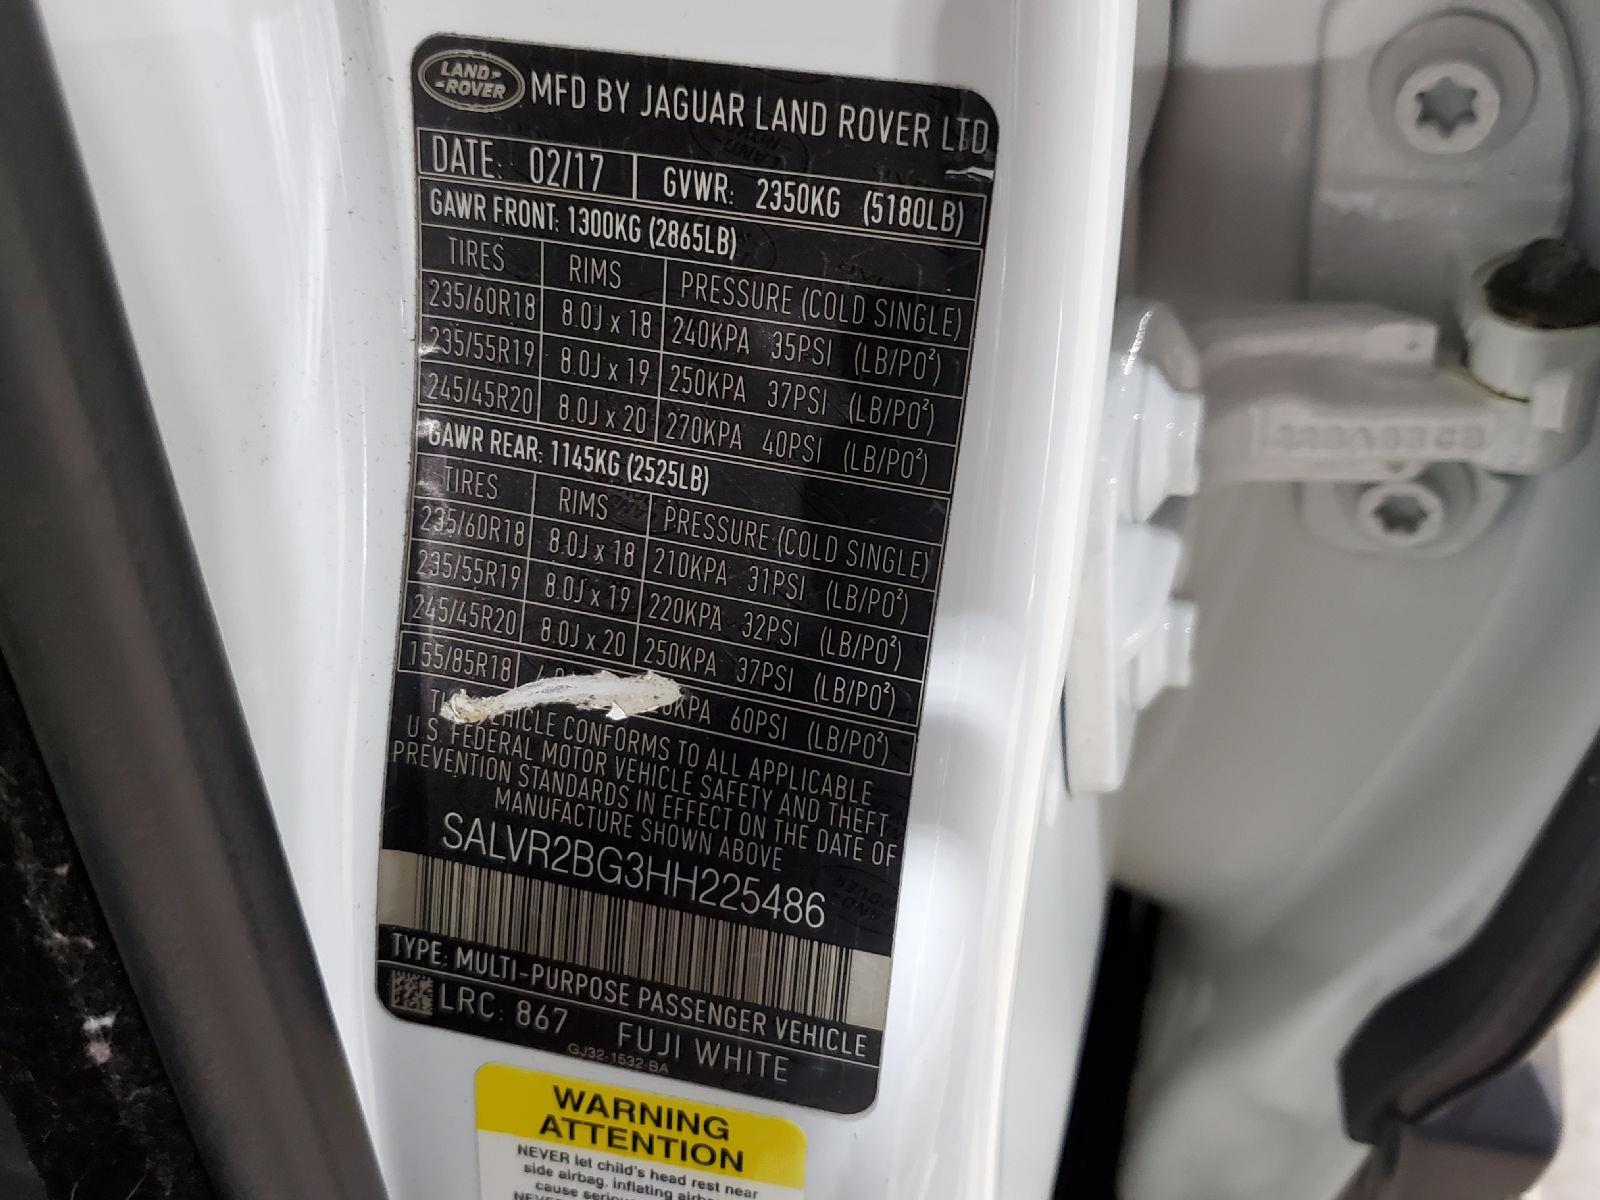 LAND-
-ROVER
MFD BY JAGUAR LAND ROVER LTD
DATE: 02/17 GVWR: 2350KG (5180LB)
GAWR FRONT: 1300KG (2865LB)
TIRES RIMS PRESSURE (COLD SINGLE)
235/60R18 8.0J x 18 240KPA 35PSI (LB/PO²)
235/55R19 8.0J x 19 250KPA 37PSI (LB/PO²)
245/45R20 8.0J x 20 270KPA 40PSI (LB/PO²)
GAWR REAR: 1145KG (2525LB)
TIRES RIMS PRESSURE (COLD SINGLE)
235/60R18 8.0J x 18 210KPA 31PSI (LB/PO²)
235/55R19 8.0J x 19 220KPA 32PSI (LB/PO²)
245/45R20 8.0J x 20 250KPA 37PSI (LB/PO²)
155/85R18 60PSI (LB/PO²)
VEHICLE CONFORMS TO ALL APPLICABLE
U.S. FEDERAL MOTOR VEHICLE SAFETY AND THEFT
PREVENTION STANDARDS IN EFFECT ON THE DATE OF
MANUFACTURE SHOWN ABOVE
SALVR2BG3HH225486
TYPE: MULTI-PURPOSE PASSENGER VEHICLE
LRC: 867 FUJI WHITE
GJ32-1532-BA
WARNING
ATTENTION
NEVER let child's head rest near
side airbag, inflating
cause